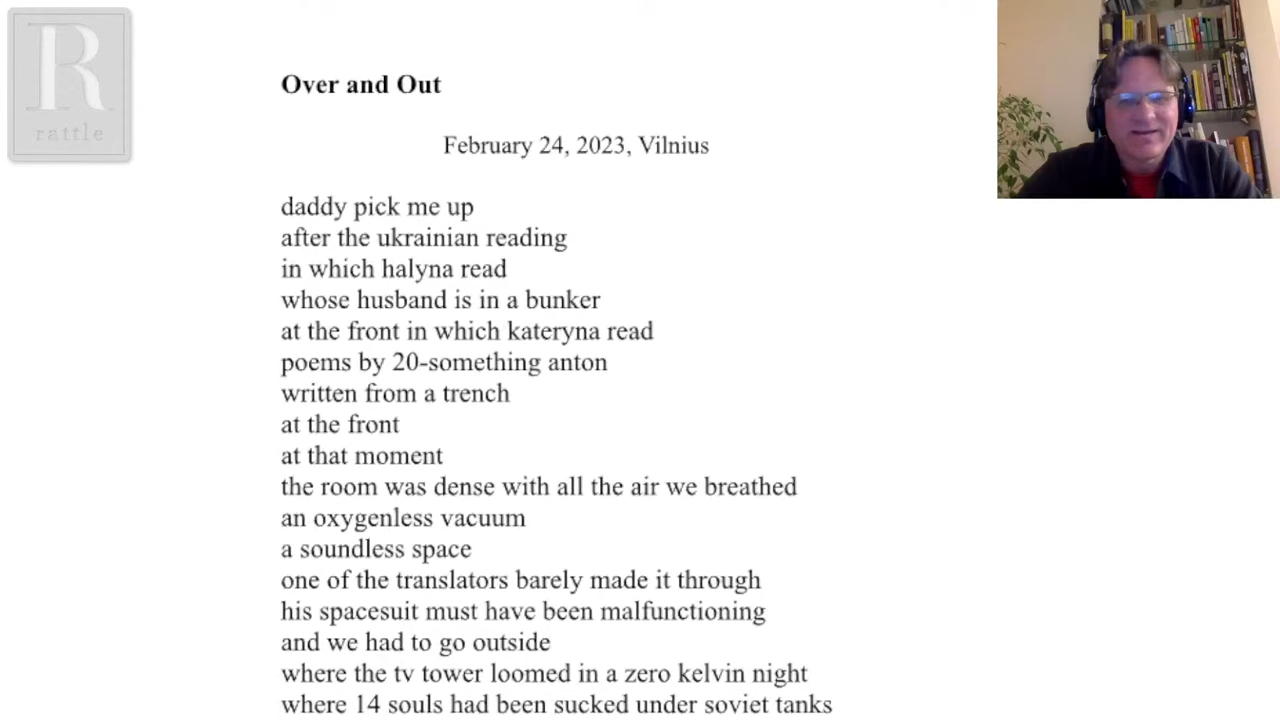 R
rattle
Over and Out
February 24, 2023, Vilnius
daddy pick me up
after the ukrainian reading
in which halyna read
whose husband is in a bunker
at the front in which kateryna read
poems by 20-something anton
written from a trench
at the front
at that moment
the room was dense with all the air we breathed
an oxygenless vacuum
a soundless space
one of the translators barely made it through
his spacesuit must have been malfunctioning
and we had to go outside
where the tv tower loomed in a zero kelvin night
where 14 souls had been sucked under soviet tanks